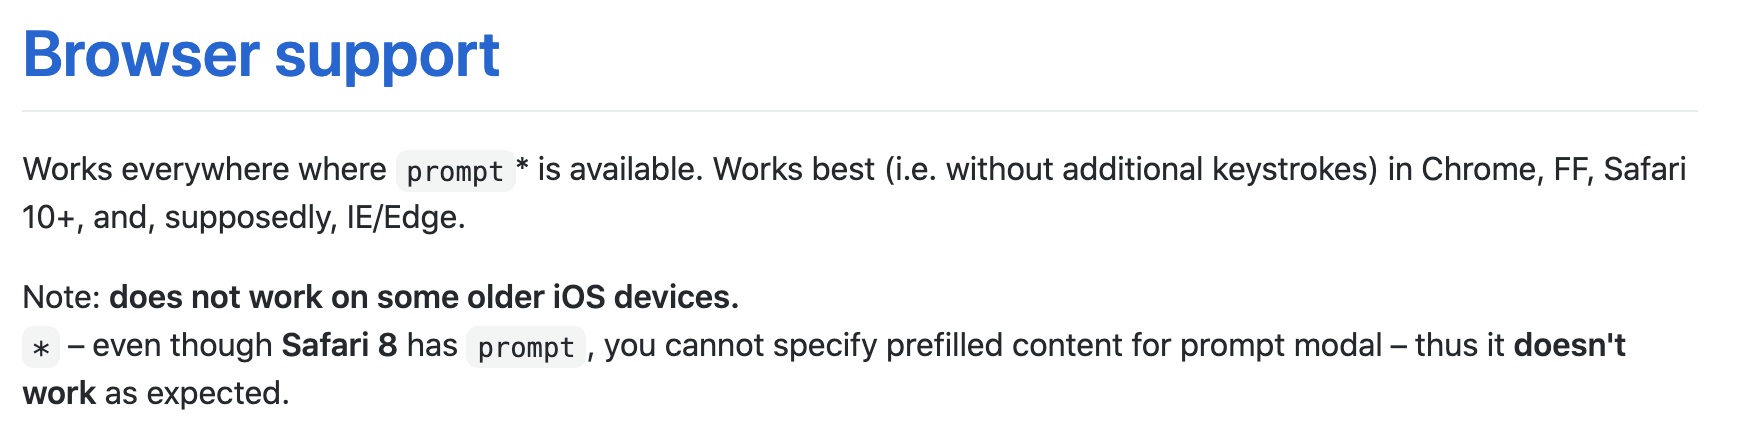 Browser support
Works everywhere where prompt* is available. Works best (i.e. without additional keystrokes) in Chrome, FF, Safari
10+, and, supposedly, IE/Edge.
Note: does not work on some older iOS devices.
* – even though Safari 8 has prompt, you cannot specify prefilled content for prompt modal – thus it doesn't
work as expected.